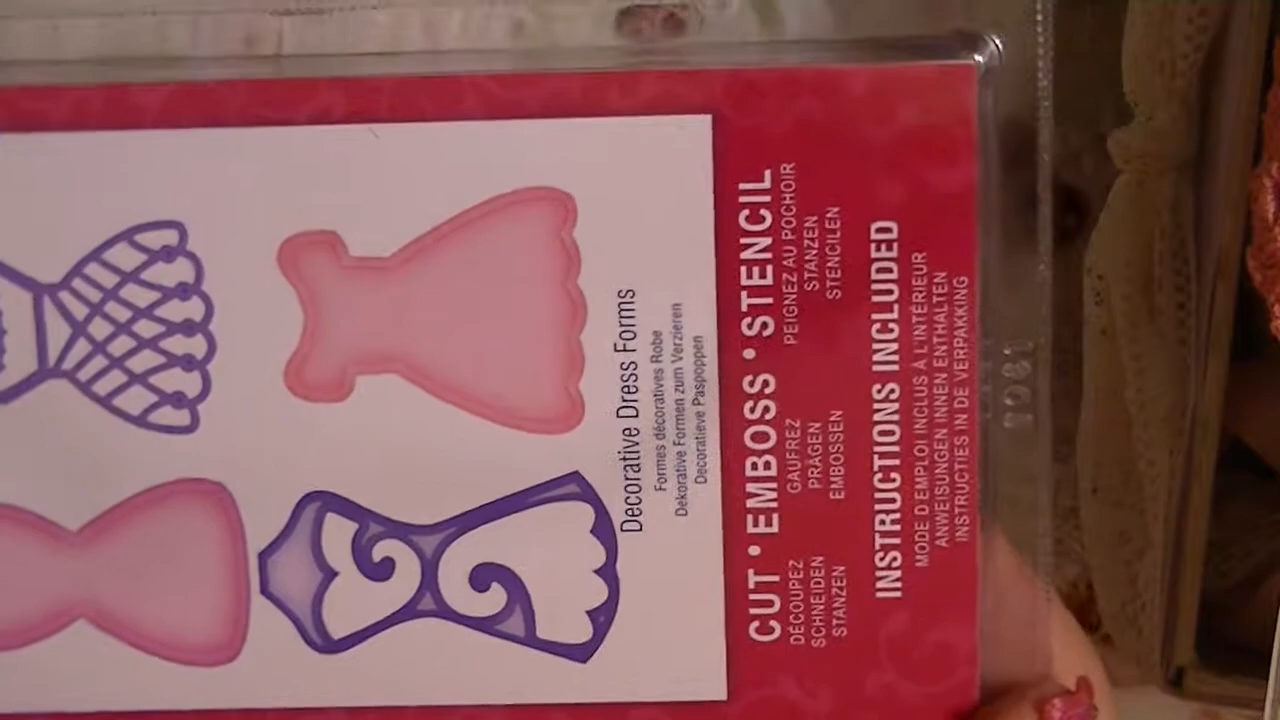 Decorative Dress Forms
Formes décoratives Robe
Dekorative Formen zum Verzieren
Decoratieve Paspoppen
CUT • EMBOSS • STENCIL
DÉCOUPEZ GAUFREZ PEIGNEZ AU POCHOIR
SCHNEIDEN PRÄGEN STANZEN
STANZEN EMBOSSEN STENCILEN
INSTRUCTIONS INCLUDED
MODE D'EMPLOI INCLUS À L'INTÉRIEUR
ANWEISUNGEN INNEN ENTHALTEN
INSTRUCTIES IN DE VERPAKKING